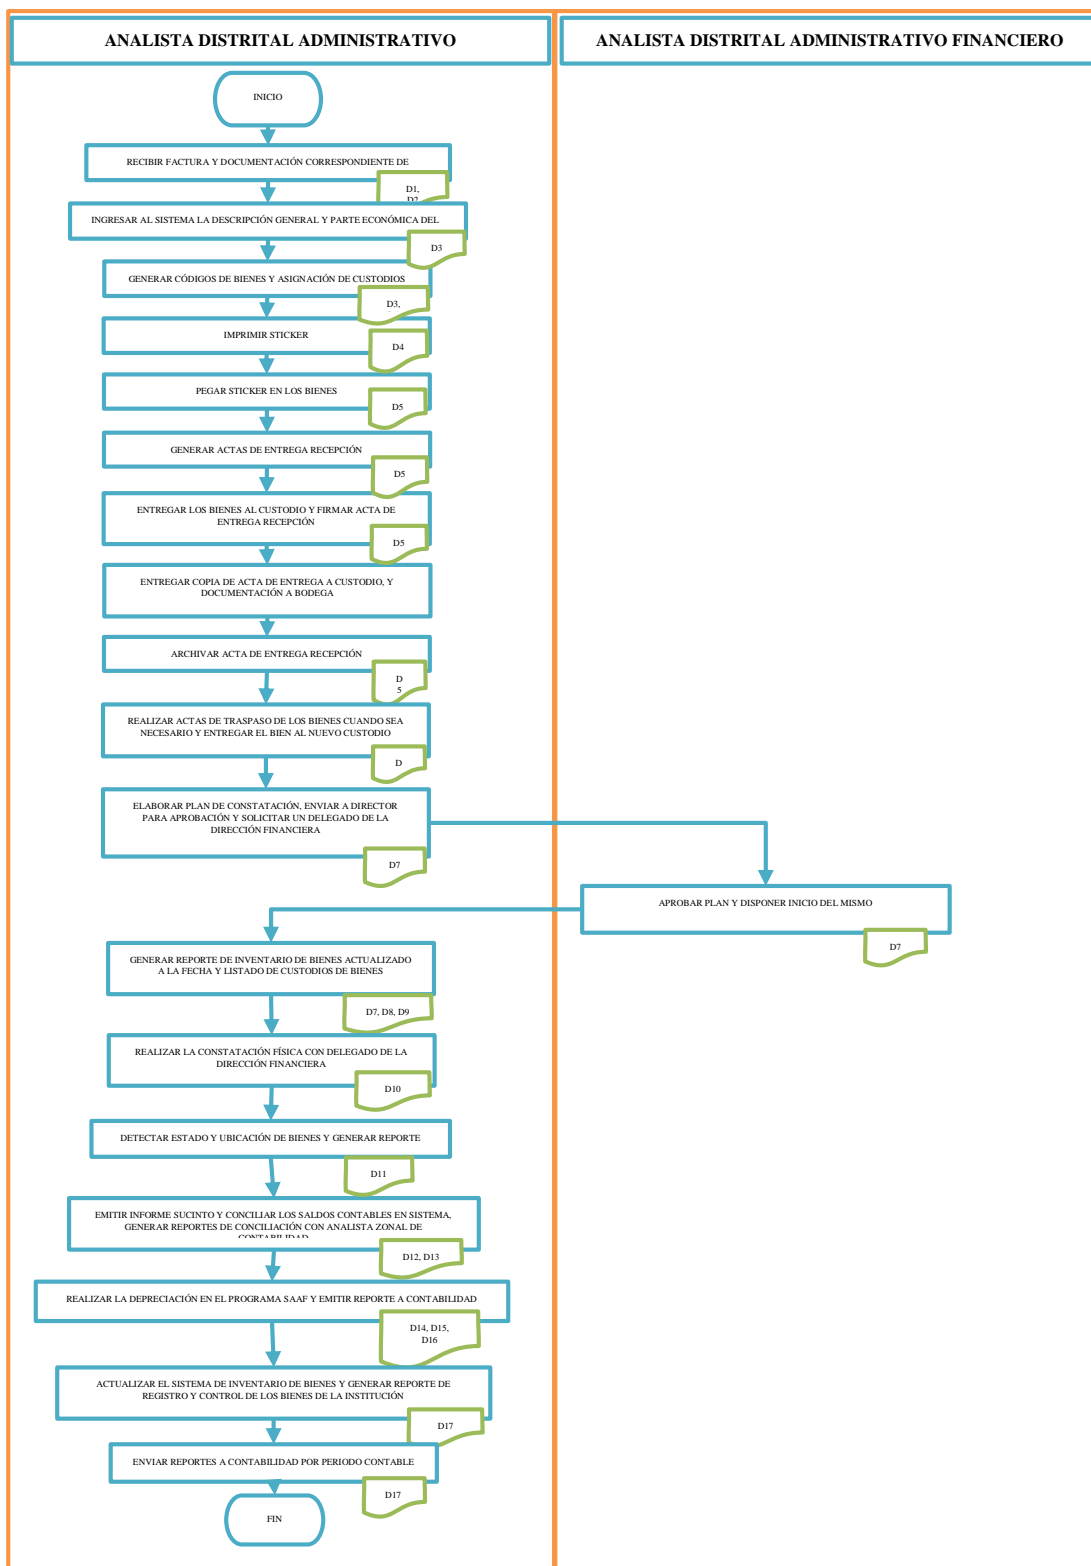 ANALISTA DISTRITAL ADMINISTRATIVO
ANALISTA DISTRITAL ADMINISTRATIVO FINANCIERO
INICIO
RECIBIR FACTURA Y DOCUMENTACIÓN CORRESPONDIENTE DE
D1,
D2
INGRESAR AL SISTEMA LA DESCRIPCIÓN GENERAL Y PARTE ECONÓMICA DEL
D3
GENERAR CÓDIGOS DE BIENES Y ASIGNACIÓN DE CUSTODIOS
D3,
IMPRIMIR STICKER
D4
PEGAR STICKER EN LOS BIENES
D5
GENERAR ACTAS DE ENTREGA RECEPCIÓN
D5
ENTREGAR LOS BIENES AL CUSTODIO Y FIRMAR ACTA DE
ENTREGA RECEPCIÓN
D5
ENTREGAR COPIA DE ACTA DE ENTREGA A CUSTODIO, Y
DOCUMENTACIÓN A BODEGA
ARCHIVAR ACTA DE ENTREGA RECEPCIÓN
D
5
REALIZAR ACTAS DE TRASPASO DE LOS BIENES CUANDO SEA
NECESARIO Y ENTREGAR EL BIEN AL NUEVO CUSTODIO
D
ELABORAR PLAN DE CONSTATACIÓN, ENVIAR A DIRECTOR
PARA APROBACIÓN Y SOLICITAR UN DELEGADO DE LA
DIRECCIÓN FINANCIERA
D7
APROBAR PLAN Y DISPONER INICIO DEL MISMO
D7
GENERAR REPORTE DE INVENTARIO DE BIENES ACTUALIZADO
A LA FECHA Y LISTADO DE CUSTODIOS DE BIENES
D7, D8, D9
REALIZAR LA CONSTATACIÓN FÍSICA CON DELEGADO DE LA
DIRECCIÓN FINANCIERA
D10
DETECTAR ESTADO Y UBICACIÓN DE BIENES Y GENERAR REPORTE
D11
EMITIR INFORME SUCINTO Y CONCILIAR LOS SALDOS CONTABLES EN SISTEMA,
GENERAR REPORTES DE CONCILIACIÓN CON ANALISTA ZONAL DE
CONTABILIDAD
D12, D13
REALIZAR LA DEPRECIACIÓN EN EL PROGRAMA SAAF Y EMITIR REPORTE A CONTABILIDAD
D14, D15,
D16
ACTUALIZAR EL SISTEMA DE INVENTARIO DE BIENES Y GENERAR REPORTE DE
REGISTRO Y CONTROL DE LOS BIENES DE LA INSTITUCIÓN
D17
ENVIAR REPORTES A CONTABILIDAD POR PERIODO CONTABLE
D17
FIN